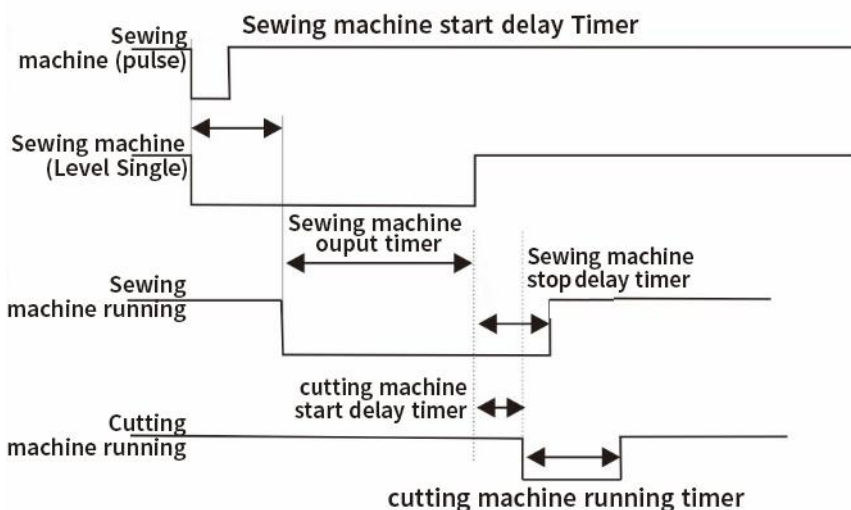 Sewing machine start delay Timer
Sewing
machine (pulse)
Sewing machine
(Level Single)
Sewing machine
ouput timer
Sewing machine
stop delay timer
Sewing
machine running
cutting machine
start delay timer
Cutting
machine running
cutting machine running timer